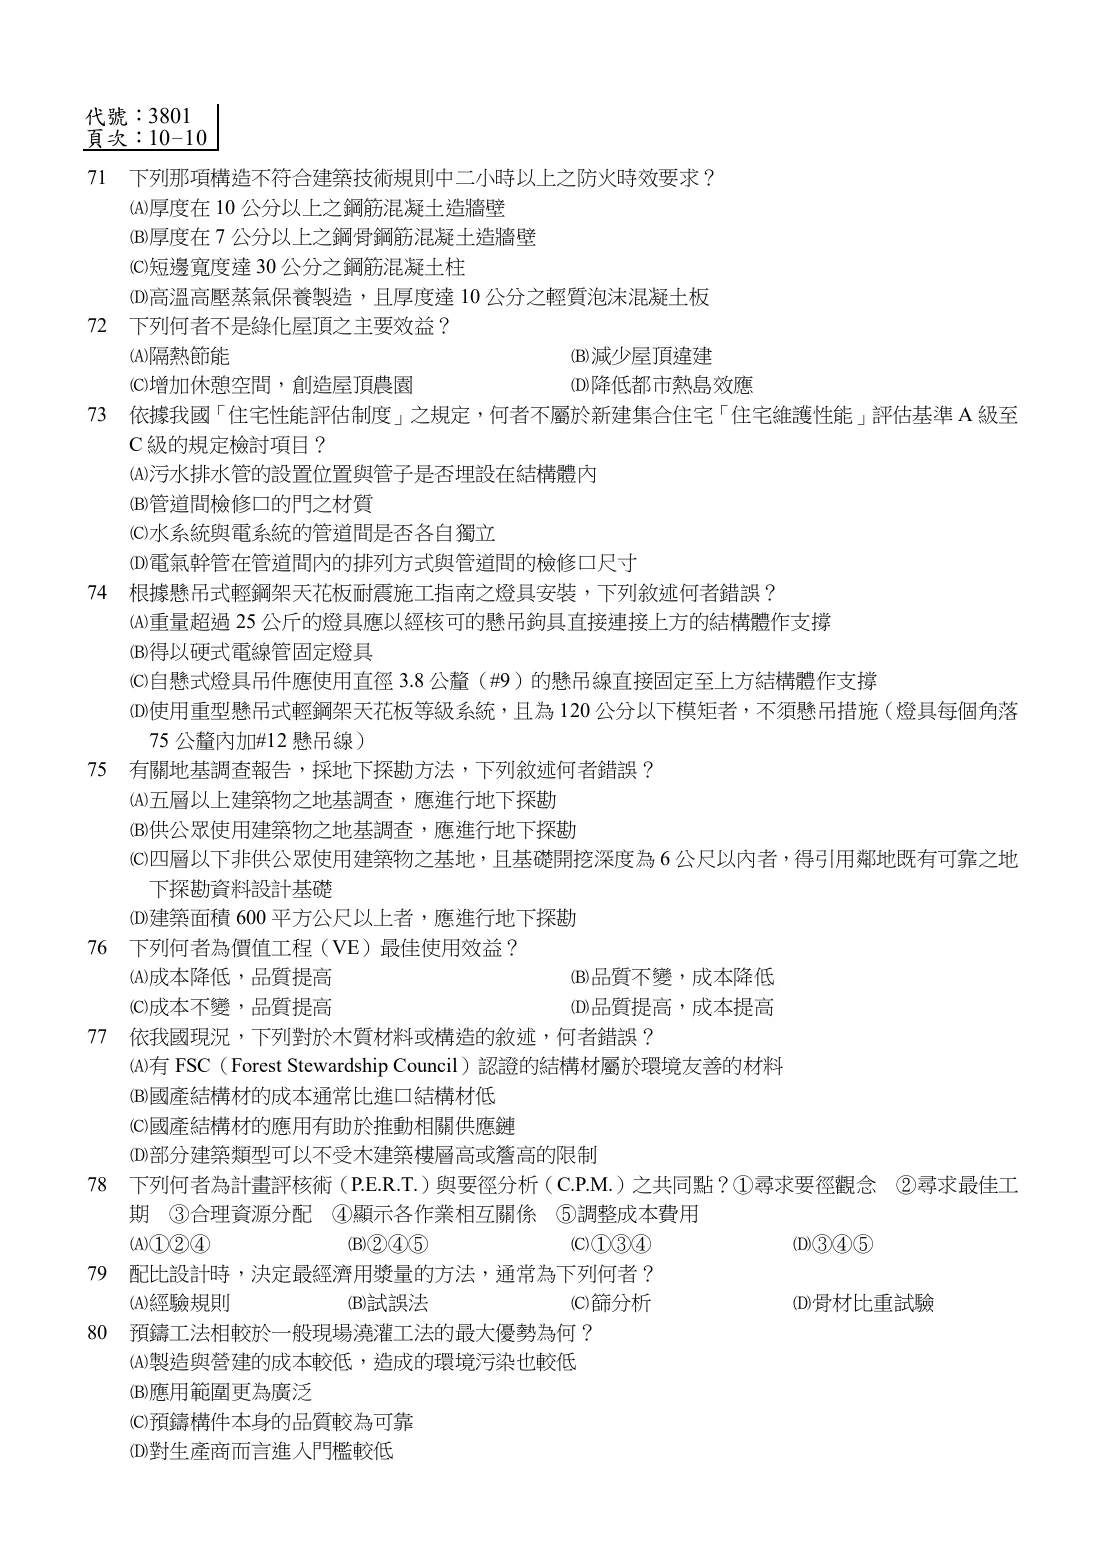 代號：3801
頁次：10－10
71 下列那項構造不符合建築技術規則中二小時以上之防火時效要求？
(A)厚度在 10 公分以上之鋼筋混凝土造牆壁
(B)厚度在 7 公分以上之鋼骨鋼筋混凝土造牆壁
(C)短邊寬度達 30 公分之鋼筋混凝土柱
(D)高溫高壓蒸氣保養製造，且厚度達 10 公分之輕質泡沫混凝土板
72 下列何者不是綠化屋頂之主要效益？
(A)隔熱節能 (B)減少屋頂違建
(C)增加休憩空間，創造屋頂農園 (D)降低都市熱島效應
73 依據我國「住宅性能評估制度」之規定，何者不屬於新建集合住宅「住宅維護性能」評估基準 A 級至
C 級的規定檢討項目？
(A)污水排水管的設置位置與管子是否埋設在結構體內
(B)管道間檢修口的門之材質
(C)水系統與電系統的管道間是否各自獨立
(D)電氣幹管在管道間內的排列方式與管道間的檢修口尺寸
74 根據懸吊式輕鋼架天花板耐震施工指南之燈具安裝，下列敘述何者錯誤？
(A)重量超過 25 公斤的燈具應以經核可的懸吊鉤具直接連接上方的結構體作支撐
(B)得以硬式電線管固定燈具
(C)自懸式燈具吊件應使用直徑 3.8 公釐（#9）的懸吊線直接固定至上方結構體作支撐
(D)使用重型懸吊式輕鋼架天花板等級系統，且為 120 公分以下模矩者，不須懸吊措施（燈具每個角落
75 公釐內加#12 懸吊線）
75 有關地基調查報告，採地下探勘方法，下列敘述何者錯誤？
(A)五層以上建築物之地基調查，應進行地下探勘
(B)供公眾使用建築物之地基調查，應進行地下探勘
(C)四層以下非供公眾使用建築物之基地，且基礎開挖深度為 6 公尺以內者，得引用鄰地既有可靠之地
下探勘資料設計基礎
(D)建築面積 600 平方公尺以上者，應進行地下探勘
76 下列何者為價值工程（VE）最佳使用效益？
(A)成本降低，品質提高 (B)品質不變，成本降低
(C)成本不變，品質提高 (D)品質提高，成本提高
77 依我國現況，下列對於木質材料或構造的敘述，何者錯誤？
(A)有 FSC（Forest Stewardship Council）認證的結構材屬於環境友善的材料
(B)國產結構材的成本通常比進口結構材低
(C)國產結構材的應用有助於推動相關供應鏈
(D)部分建築類型可以不受木建築樓層高或簷高的限制
78 下列何者為計畫評核術（P.E.R.T.）與要徑分析（C.P.M.）之共同點？①尋求要徑觀念 ②尋求最佳工
期 ③合理資源分配 ④顯示各作業相互關係 ⑤調整成本費用
(A)①②④ (B)②④⑤ (C)①③④ (D)③④⑤
79 配比設計時，決定最經濟用漿量的方法，通常為下列何者？
(A)經驗規則 (B)試誤法 (C)篩分析 (D)骨材比重試驗
80 預鑄工法相較於一般現場澆灌工法的最大優勢為何？
(A)製造與營建的成本較低，造成的環境污染也較低
(B)應用範圍更為廣泛
(C)預鑄構件本身的品質較為可靠
(D)對生產商而言進入門檻較低